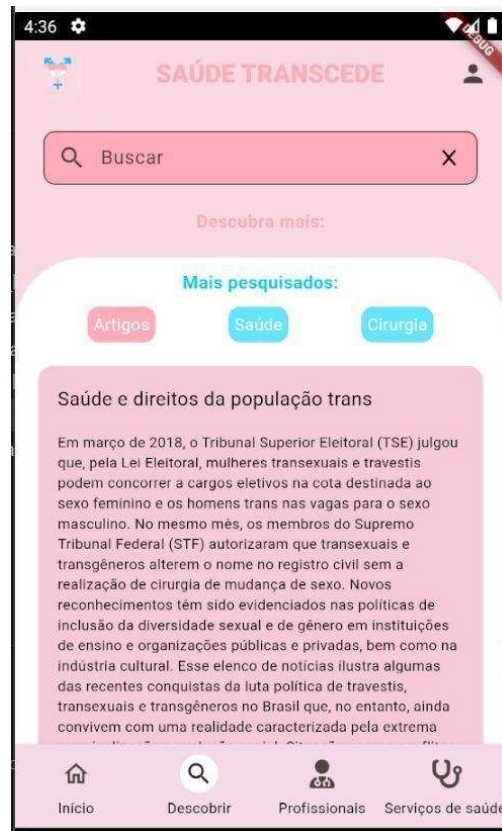 4:36
DEBUG
SAÚDE TRANSCEDE
Buscar
Descubra mais:
Mais pesquisados:
Artigos Saúde Cirurgia
Saúde e direitos da população trans
Em março de 2018, o Tribunal Superior Eleitoral (TSE) julgou
que, pela Lei Eleitoral, mulheres transexuais e travestis
podem concorrer a cargos eletivos na cota destinada ao
sexo feminino e os homens trans nas vagas para o sexo
masculino. No mesmo mês, os membros do Supremo
Tribunal Federal (STF) autorizaram que transexuais e
transgêneros alterem o nome no registro civil sem a
realização de cirurgia de mudança de sexo. Novos
reconhecimentos têm sido evidenciados nas políticas de
inclusão da diversidade sexual e de gênero em instituições
de ensino e organizações públicas e privadas, bem como na
indústria cultural. Esse elenco de notícias ilustra algumas
das recentes conquistas da luta política de travestis,
transexuais e transgêneros no Brasil que, no entanto, ainda
convivem com uma realidade caracterizada pela extrema
Início Descobrir Profissionais Serviços de saúde